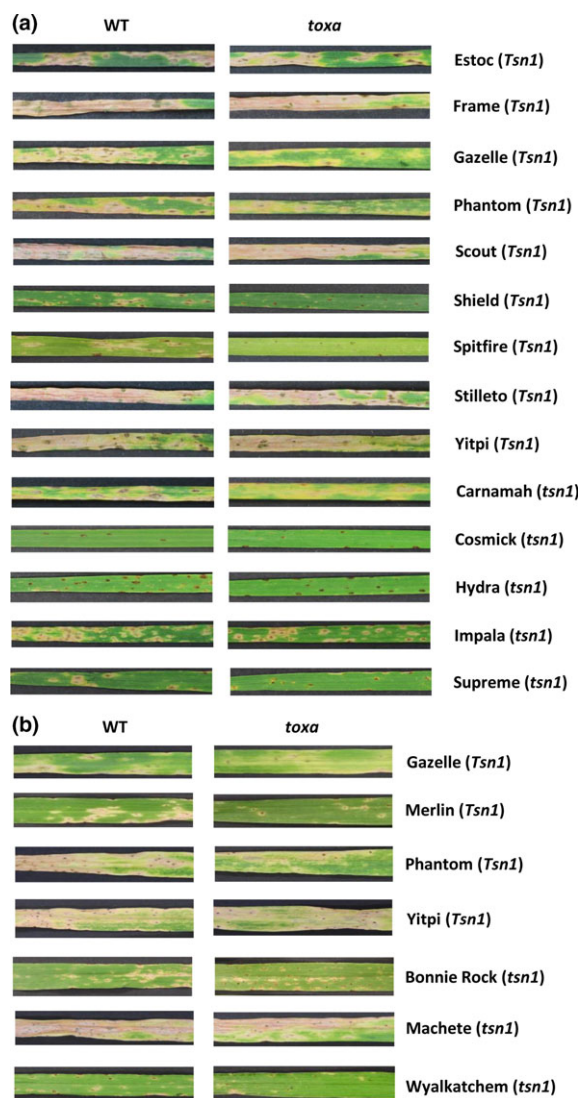 (a)
WT toxa
Estoc (Tsn1)
Frame (Tsn1)
Gazelle (Tsn1)
Phantom (Tsn1)
Scout (Tsn1)
Shield (Tsn1)
Spitfire (Tsn1)
Stilleto (Tsn1)
Yitpi (Tsn1)
Carnamah (tsn1)
Cosmick (tsn1)
Hydra (tsn1)
Impala (tsn1)
Supreme (tsn1)
(b)
WT toxa
Gazelle (Tsn1)
Merlin (Tsn1)
Phantom (Tsn1)
Yitpi (Tsn1)
Bonnie Rock (tsn1)
Machete (tsn1)
Wyalkatchem (tsn1)